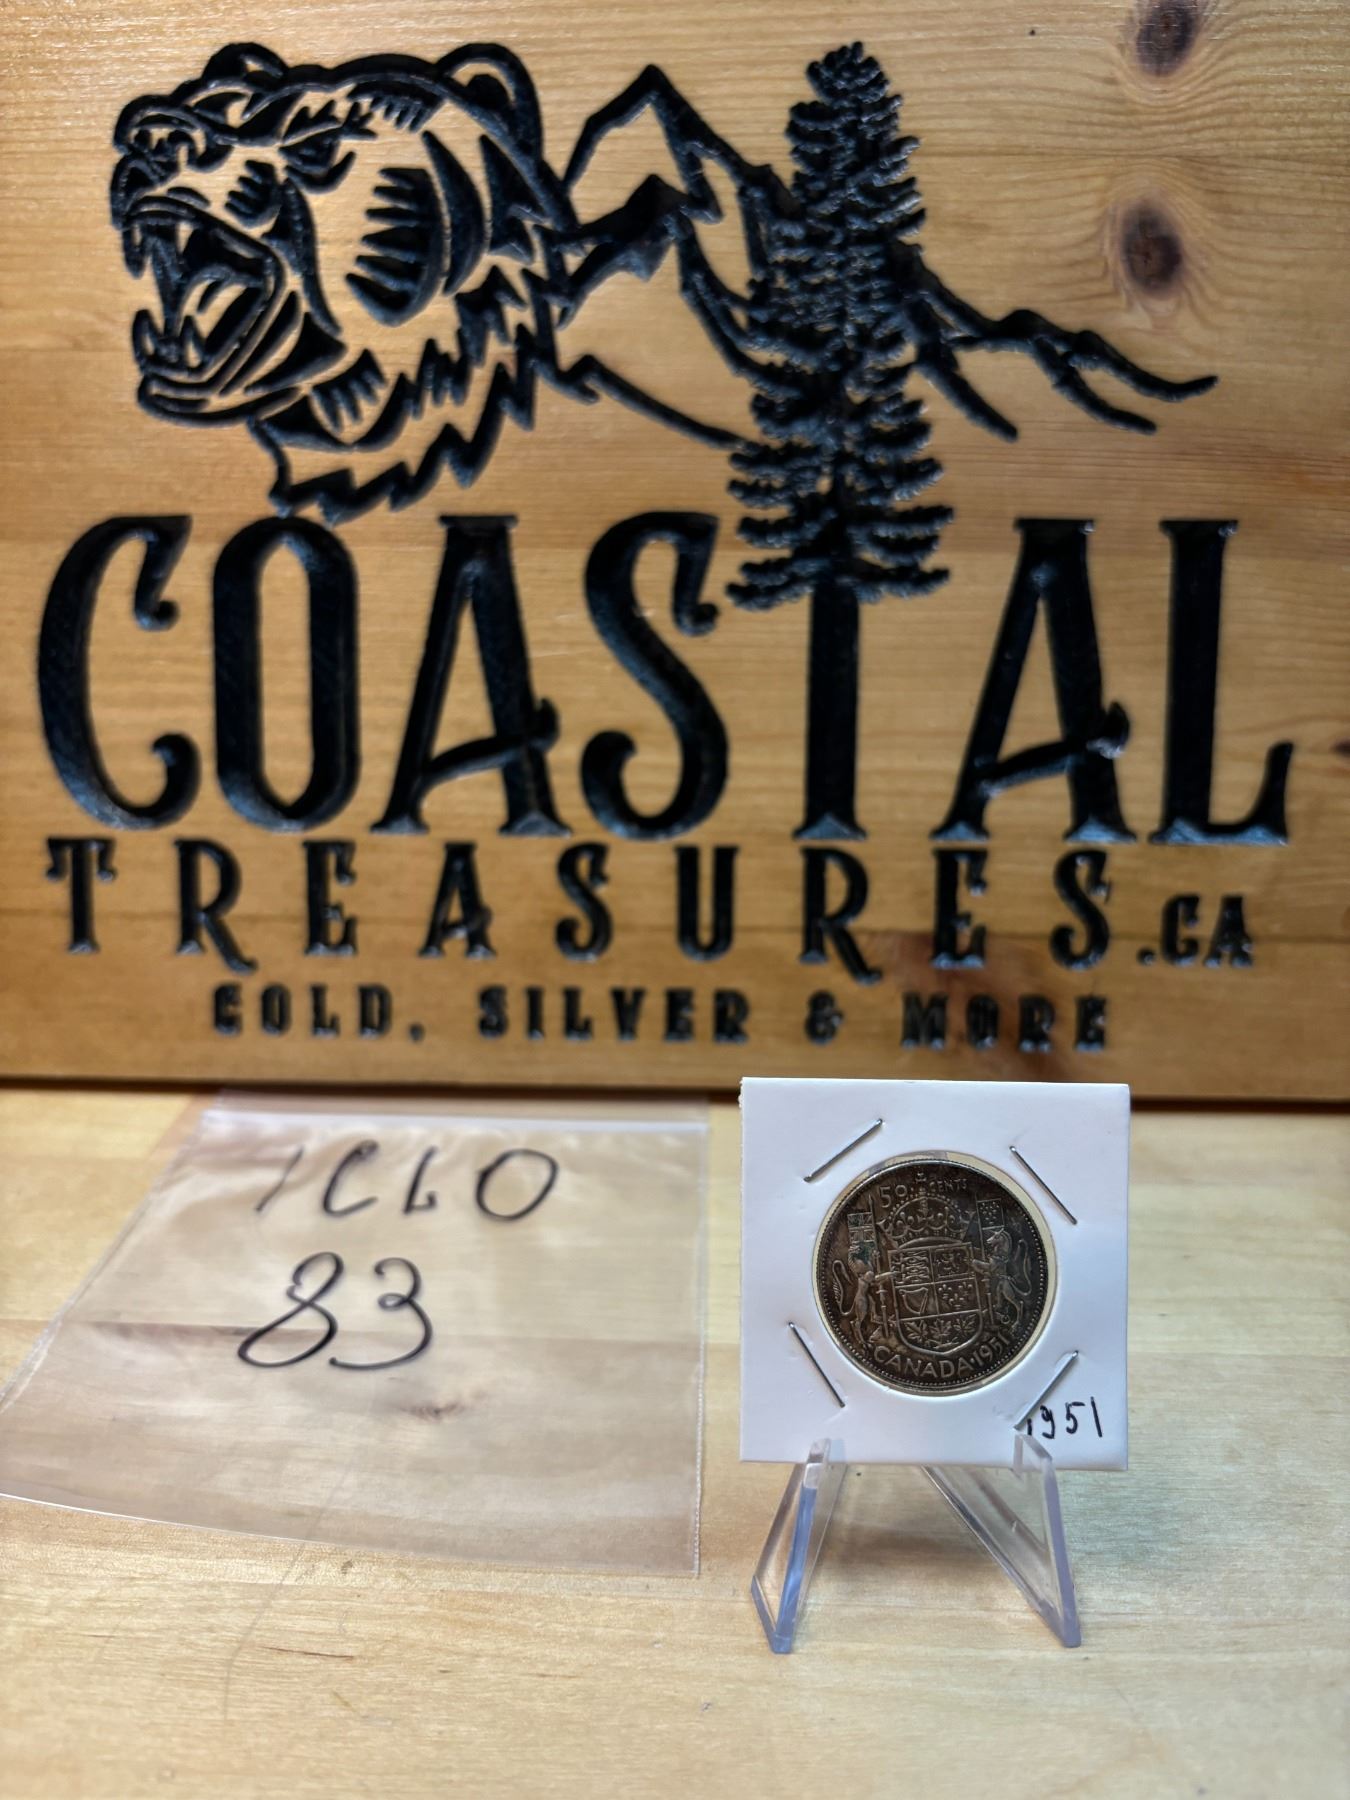 COASTAL
TREASURES.CA
GOLD, SILVER & MORE
1CLO
83
50 CENTS
CANADA·1951
1951